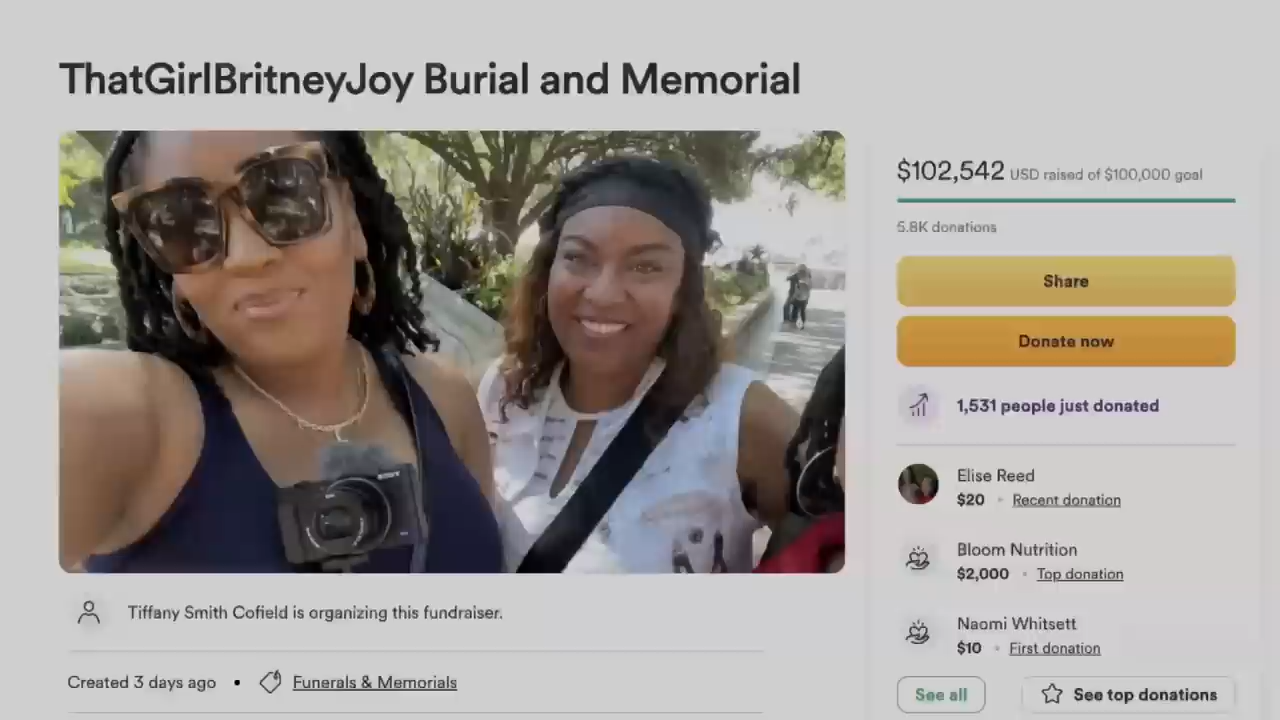 ThatGirlBritneyJoy Burial and Memorial
SONY
$102,542 USD raised of $100,000 goal
5.8K donations
Share
Donate now
1,531 people just donated
Elise Reed
$20 • Recent donation
Bloom Nutrition
$2,000 • Top donation
Naomi Whitsett
$10 • First donation
See all
See top donations
Tiffany Smith Cofield is organizing this fundraiser.
Created 3 days ago • Funerals & Memorials